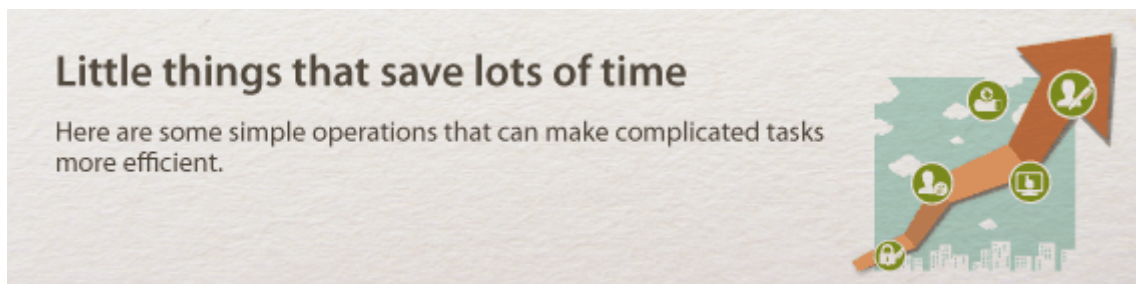 Little things that save lots of time
Here are some simple operations that can make complicated tasks
more efficient.